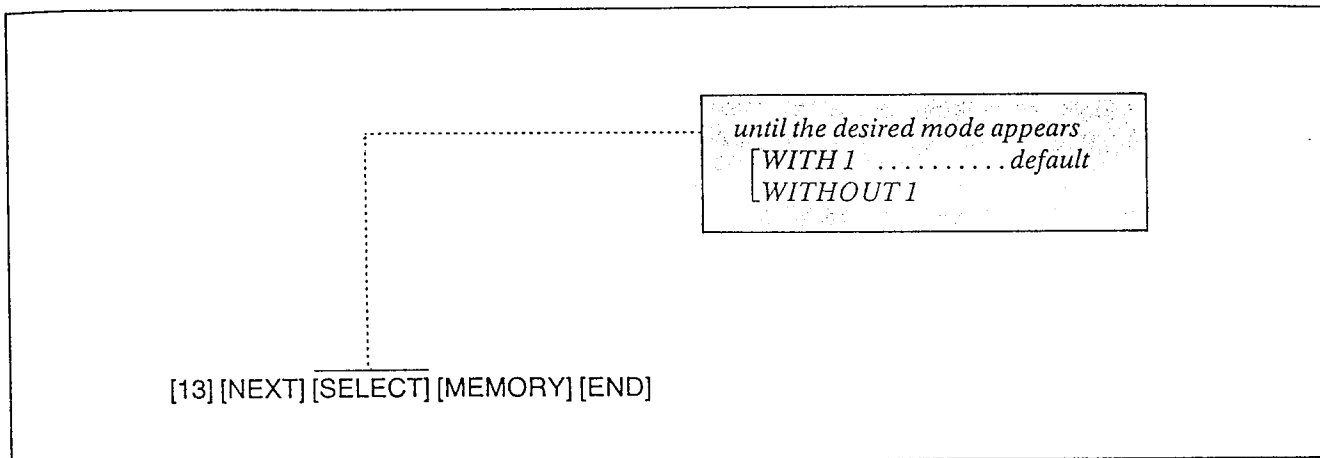 until the desired mode appears
WITH 1 ..........default
WITHOUT 1
[13] [NEXT] [SELECT] [MEMORY] [END]